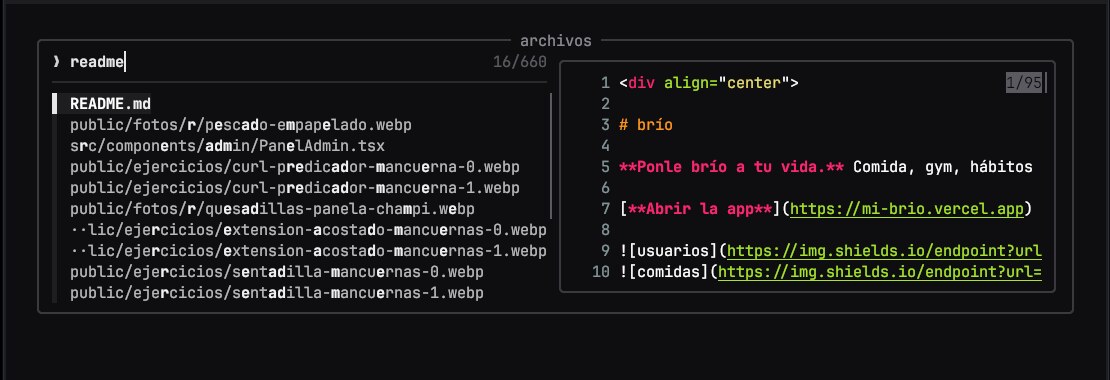 archivos
❯ readme
16/660
README.md
public/fotos/r/pescado-empapelado.webp
src/components/admin/PanelAdmin.tsx
public/ejercicios/curl-predicador-mancuerna-0.webp
public/ejercicios/curl-predicador-mancuerna-1.webp
public/fotos/r/quesadillas-panela-champi.webp
··lic/ejercicios/extension-acostado-mancuernas-0.webp
··lic/ejercicios/extension-acostado-mancuernas-1.webp
public/ejercicios/sentadilla-mancuernas-0.webp
public/ejercicios/sentadilla-mancuernas-1.webp
1 <div align="center">
1/95
2
3 # brío
4
5 **Ponle brío a tu vida.** Comida, gym, hábitos
6
7 [**Abrir la app**](https://mi-brio.vercel.app)
8
9 ![usuarios](https://img.shields.io/endpoint?url
10 ![comidas](https://img.shields.io/endpoint?url=